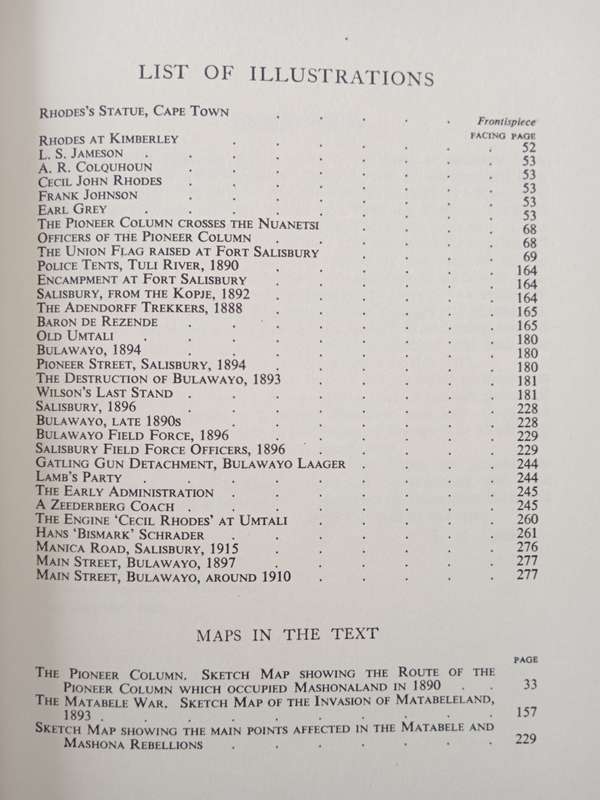 LIST OF ILLUSTRATIONS
RHODES'S STATUE, CAPE TOWN . . . . . Frontispiece
FACING PAGE
RHODES AT KIMBERLEY . . . . . . 52
L. S. JAMESON . . . . . . . . 53
A. R. COLQUHOUN . . . . . . . 53
CECIL JOHN RHODES . . . . . . . 53
FRANK JOHNSON . . . . . . . 53
EARL GREY . . . . . . . . 53
THE PIONEER COLUMN CROSSES THE NUANETSI . . . . 68
OFFICERS OF THE PIONEER COLUMN . . . . . . 68
THE UNION FLAG RAISED AT FORT SALISBURY . . . . 69
POLICE TENTS, TULI RIVER, 1890 . . . . . . 164
ENCAMPMENT AT FORT SALISBURY . . . . . . 164
SALISBURY, FROM THE KOPJE, 1892 . . . . . . 164
THE ADENDORFF TREKKERS, 1888 . . . . . . 165
BARON DE REZENDE . . . . . . . 165
OLD UMTALI . . . . . . . . 180
BULAWAYO, 1894 . . . . . . . . 180
PIONEER STREET, SALISBURY, 1894 . . . . . . 180
THE DESTRUCTION OF BULAWAYO, 1893 . . . . . 181
WILSON'S LAST STAND . . . . . . . 181
SALISBURY, 1896 . . . . . . . . 228
BULAWAYO, LATE 1890s . . . . . . 228
BULAWAYO FIELD FORCE, 1896 . . . . . . 229
SALISBURY FIELD FORCE OFFICERS, 1896 . . . . . 229
GATLING GUN DETACHMENT, BULAWAYO LAAGER . . . . 244
LAMB'S PARTY . . . . . . . . 244
THE EARLY ADMINISTRATION . . . . . . 245
A ZEEDERBERG COACH . . . . . . . 245
THE ENGINE 'CECIL RHODES' AT UMTALI . . . . . 260
HANS 'BISMARK' SCHRADER . . . . . . 261
MANICA ROAD, SALISBURY, 1915 . . . . . . 276
MAIN STREET, BULAWAYO, 1897 . . . . . . 277
MAIN STREET, BULAWAYO, AROUND 1910 . . . . . 277
MAPS IN THE TEXT
PAGE
THE PIONEER COLUMN. SKETCH MAP SHOWING THE ROUTE OF THE
PIONEER COLUMN WHICH OCCUPIED MASHONALAND IN 1890 . . 33
THE MATABELE WAR. SKETCH MAP OF THE INVASION OF MATABELELAND,
1893 . . . . . . . . . . 157
SKETCH MAP SHOWING THE MAIN POINTS AFFECTED IN THE MATABELE AND
MASHONA REBELLIONS . . . . . . . 229